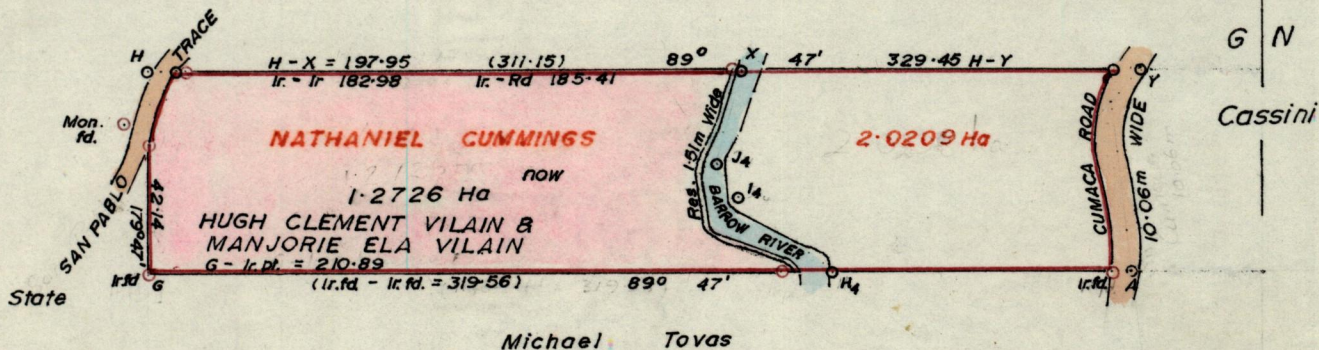 G N
Cassini
H
TRACE
H - X = 197·95 (311·15) 89° X 47' 329·45 H-Y
Ir. - Ir 182·98 Ir. - Rd 185·41
Y
Mon.
fd.
NATHANIEL CUMMINGS
2·0209 Ha
now
1·2726 Ha
HUGH CLEMENT VILAIN &
MANJORIE ELA VILAIN
SAN PABLO
42·14
179°47'
Res. 1·51m Wide
J4
I4
BARROW RIVER
CUMACA ROAD
10·06m WIDE
G - Ir. pt. = 210·89
Ir.fd G
(Ir.fd - Ir.fd. = 319·56) 89° 47' H4
Ir.fd. A
State
Michael Tovas